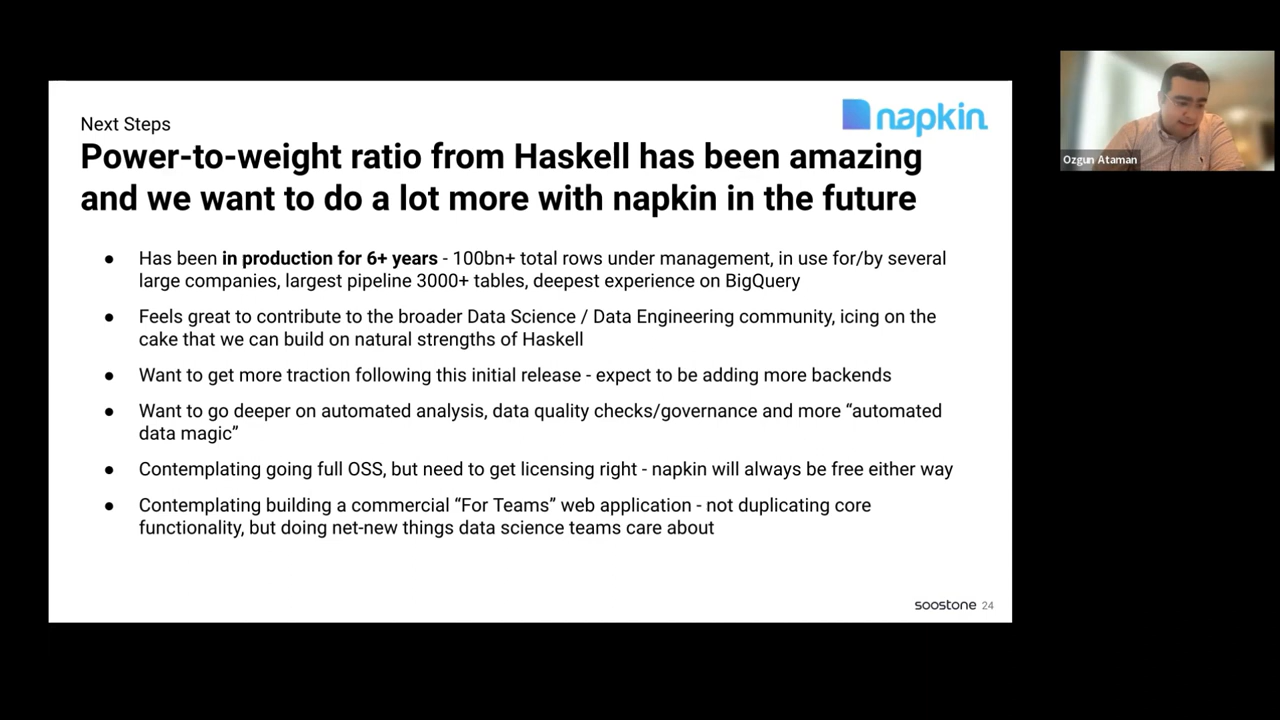 Next Steps
napkin
Power-to-weight ratio from Haskell has been amazing
and we want to do a lot more with napkin in the future
● Has been in production for 6+ years - 100bn+ total rows under management, in use for/by several
large companies, largest pipeline 3000+ tables, deepest experience on BigQuery
● Feels great to contribute to the broader Data Science / Data Engineering community, icing on the
cake that we can build on natural strengths of Haskell
● Want to get more traction following this initial release - expect to be adding more backends
● Want to go deeper on automated analysis, data quality checks/governance and more “automated
data magic”
● Contemplating going full OSS, but need to get licensing right - napkin will always be free either way
● Contemplating building a commercial “For Teams” web application - not duplicating core
functionality, but doing net-new things data science teams care about
soostone 24
Ozgun Ataman